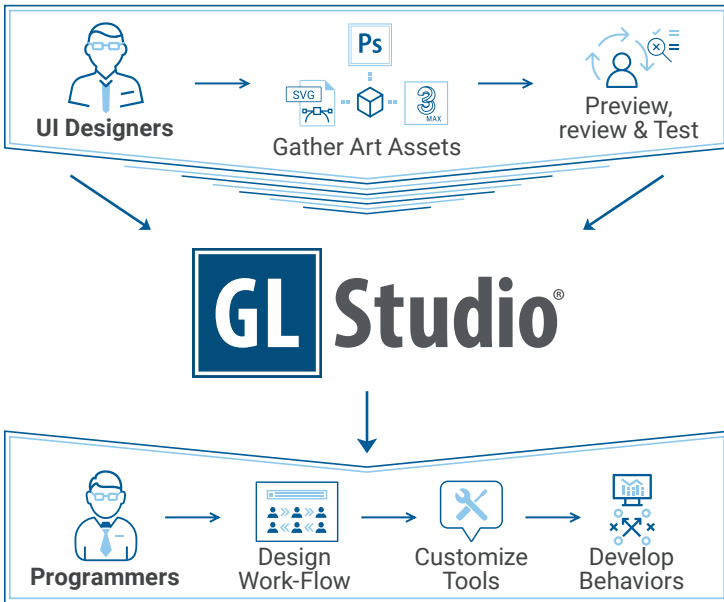 Ps
SVG
3
MAX
UI Designers
Gather Art Assets
Preview,
review & Test
GL Studio®
Programmers
Design
Work-Flow
Customize
Tools
Develop
Behaviors